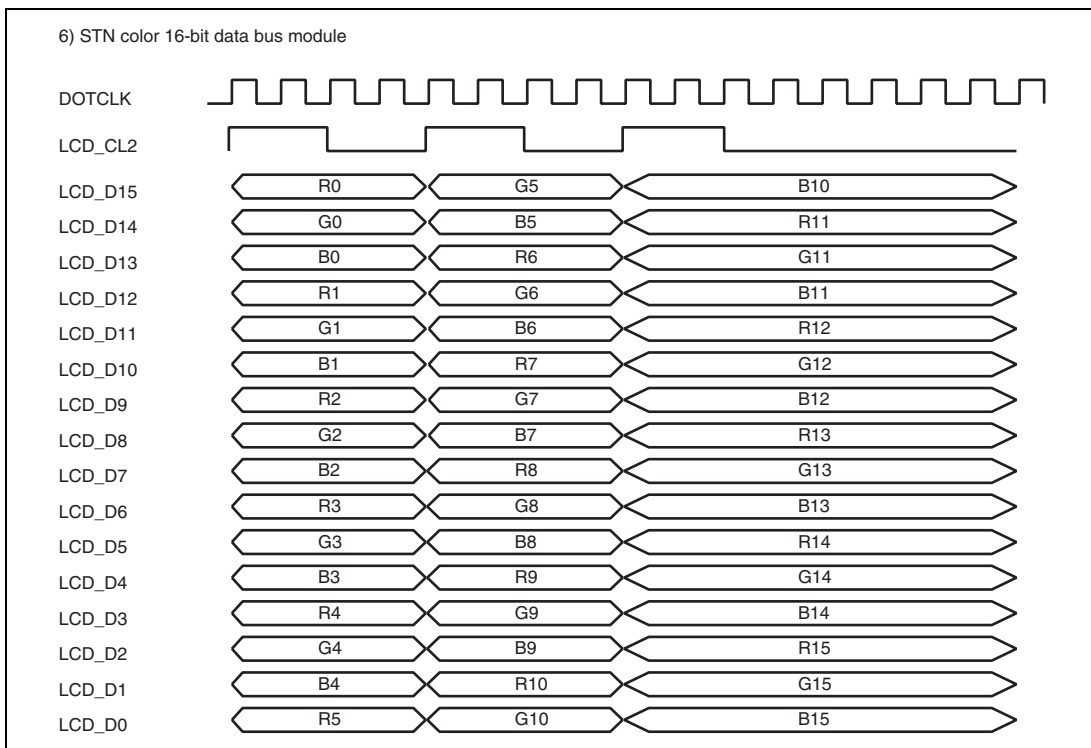 6) STN color 16-bit data bus module
DOTCLK
LCD_CL2
LCD_D15 R0 G5 B10
LCD_D14 G0 B5 R11
LCD_D13 B0 R6 G11
LCD_D12 R1 G6 B11
LCD_D11 G1 B6 R12
LCD_D10 B1 R7 G12
LCD_D9 R2 G7 B12
LCD_D8 G2 B7 R13
LCD_D7 B2 R8 G13
LCD_D6 R3 G8 B13
LCD_D5 G3 B8 R14
LCD_D4 B3 R9 G14
LCD_D3 R4 G9 B14
LCD_D2 G4 B9 R15
LCD_D1 B4 R10 G15
LCD_D0 R5 G10 B15